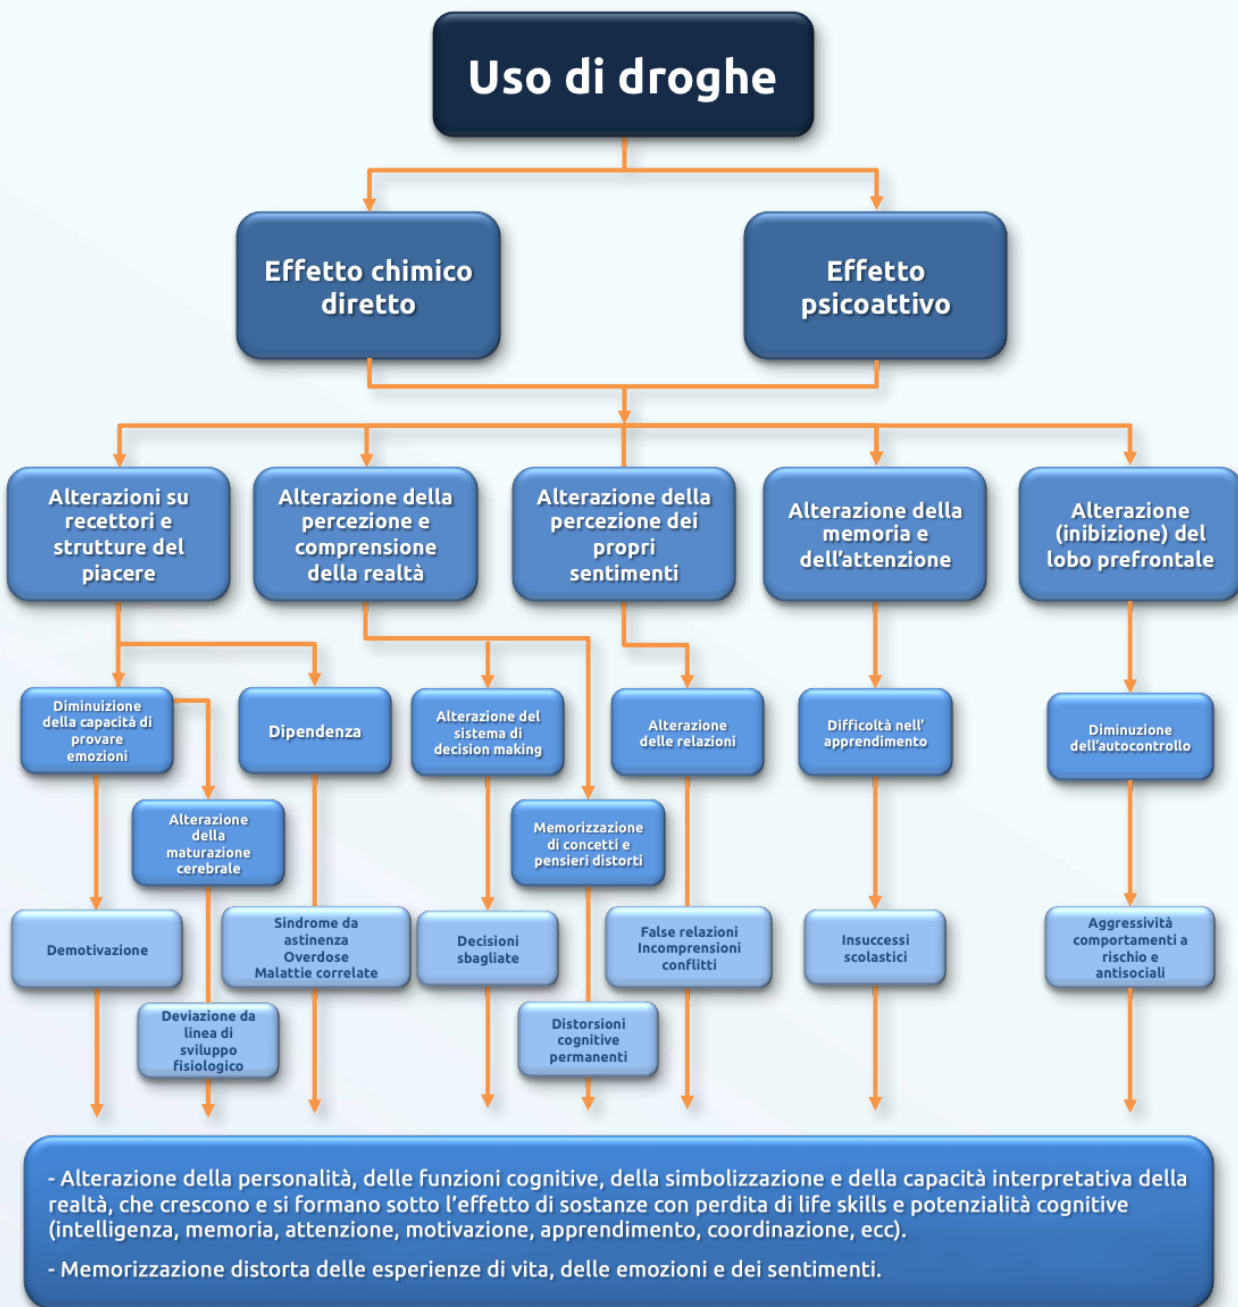 Uso di droghe
Effetto chimico
diretto
Effetto
psicoattivo
Alterazioni su
recettori e
strutture del
piacere
Alterazione della
percezione e
comprensione
della realtà
Alterazione della
percezione dei
propri
sentimenti
Alterazione della
memoria e
dell'attenzione
Alterazione
(inibizione) del
lobo prefrontale
Diminuizione
della capacità di
provare
emozioni
Dipendenza
Alterazione del
sistema di
decision making
Alterazione
delle relazioni
Difficoltà nell'
apprendimento
Diminuzione
dell'autocontrollo
Alterazione
della
maturazione
cerebrale
Memorizzazione
di concetti e
pensieri distorti
Demotivazione
Sindrome da
astinenza
Overdose
Malattie correlate
Decisioni
sbagliate
False relazioni
Incomprensioni
conflitti
Insuccessi
scolastici
Aggressività
comportamenti a
rischio e
antisociali
Deviazione da
linea di
sviluppo
fisiologico
Distorsioni
cognitive
permanenti
- Alterazione della personalità, delle funzioni cognitive, della simbolizzazione e della capacità interpretativa della
realtà, che crescono e si formano sotto l'effetto di sostanze con perdita di life skills e potenzialità cognitive
(intelligenza, memoria, attenzione, motivazione, apprendimento, coordinazione, ecc).
- Memorizzazione distorta delle esperienze di vita, delle emozioni e dei sentimenti.